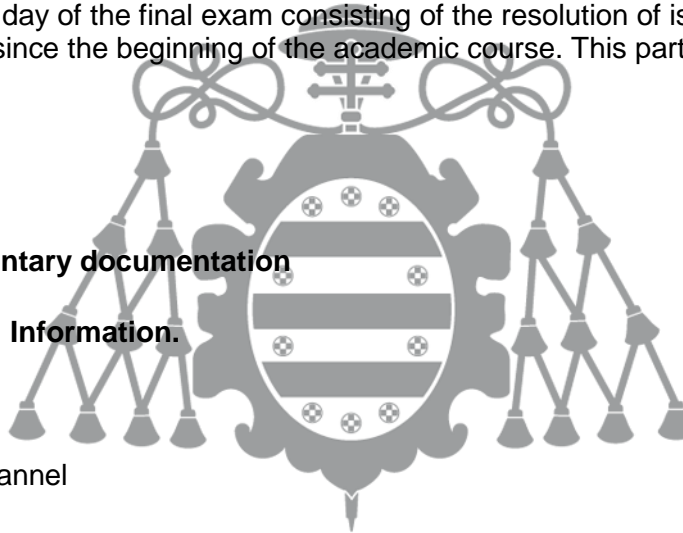 day of the final exam consisting of the resolution of is
since the beginning of the academic course. This part
ntary documentation
Information.
annel